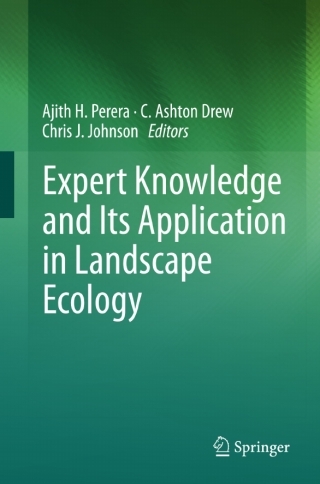 Ajith H. Perera · C. Ashton Drew
Chris J. Johnson Editors
Expert Knowledge
and Its Application
in Landscape
Ecology
Springer